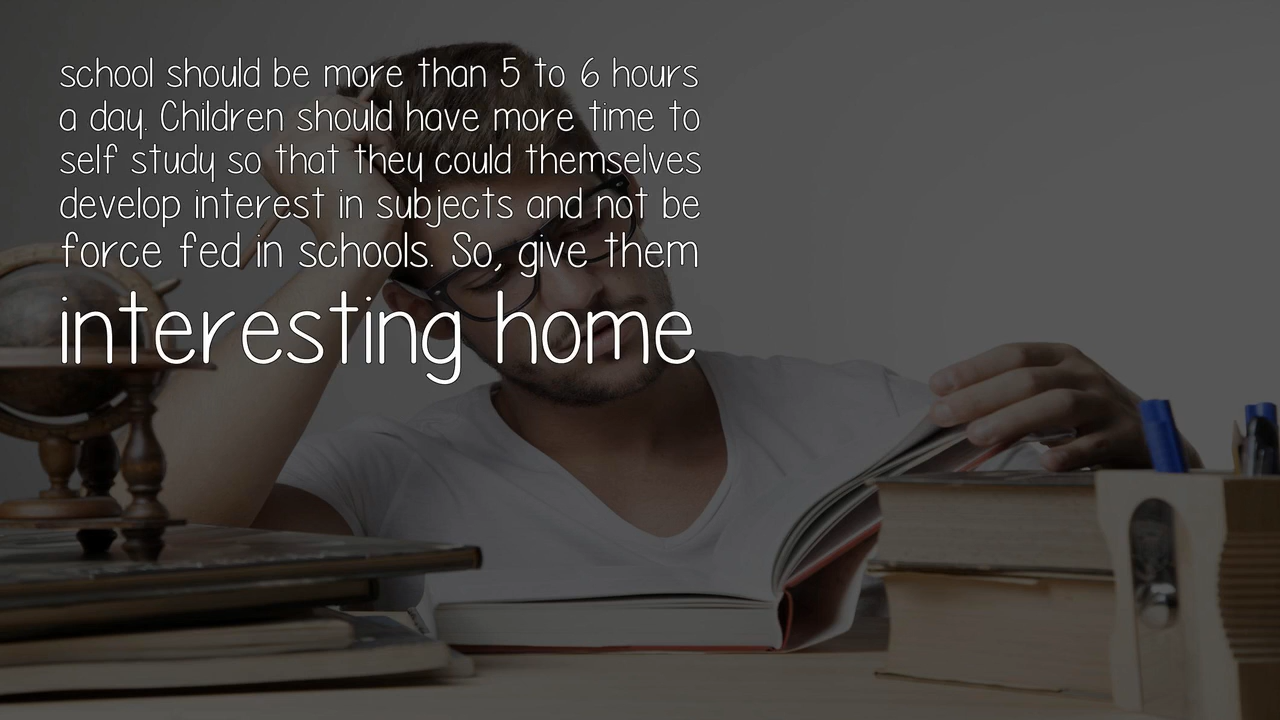 school should be more than 5 to 6 hours
a day. Children should have more time to
self study so that they could themselves
develop interest in subjects and not be
force fed in schools. So, give them
interesting home